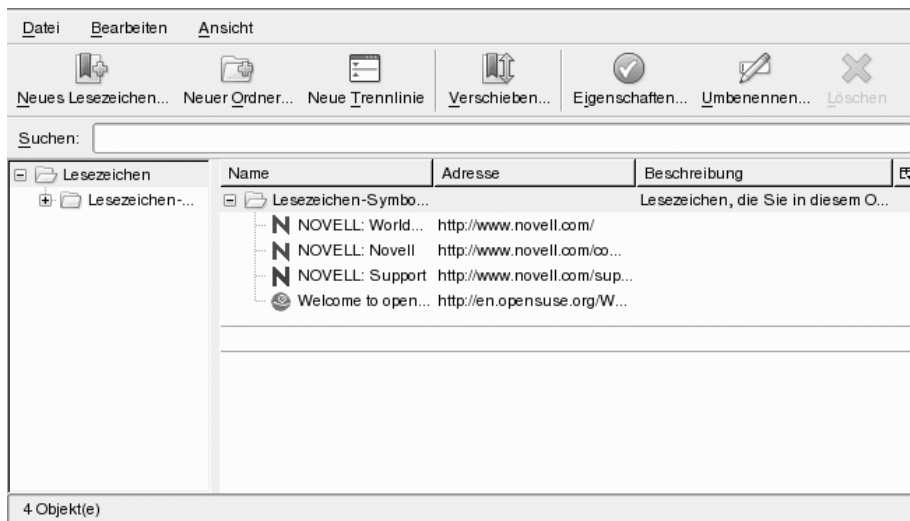 Datei Bearbeiten Ansicht
Neues Lesezeichen... Neuer Ordner... Neue Trennlinie Verschieben... Eigenschaften... Umbenennen... Löschen
Suchen:
Lesezeichen
Lesezeichen-...
Name Adresse Beschreibung
Lesezeichen-Symbo... Lesezeichen, die Sie in diesem O...
NOVELL: World... http://www.novell.com/
NOVELL: Novell http://www.novell.com/co...
NOVELL: Support http://www.novell.com/sup...
Welcome to open... http://en.opensuse.org/W...
4 Objekt(e)